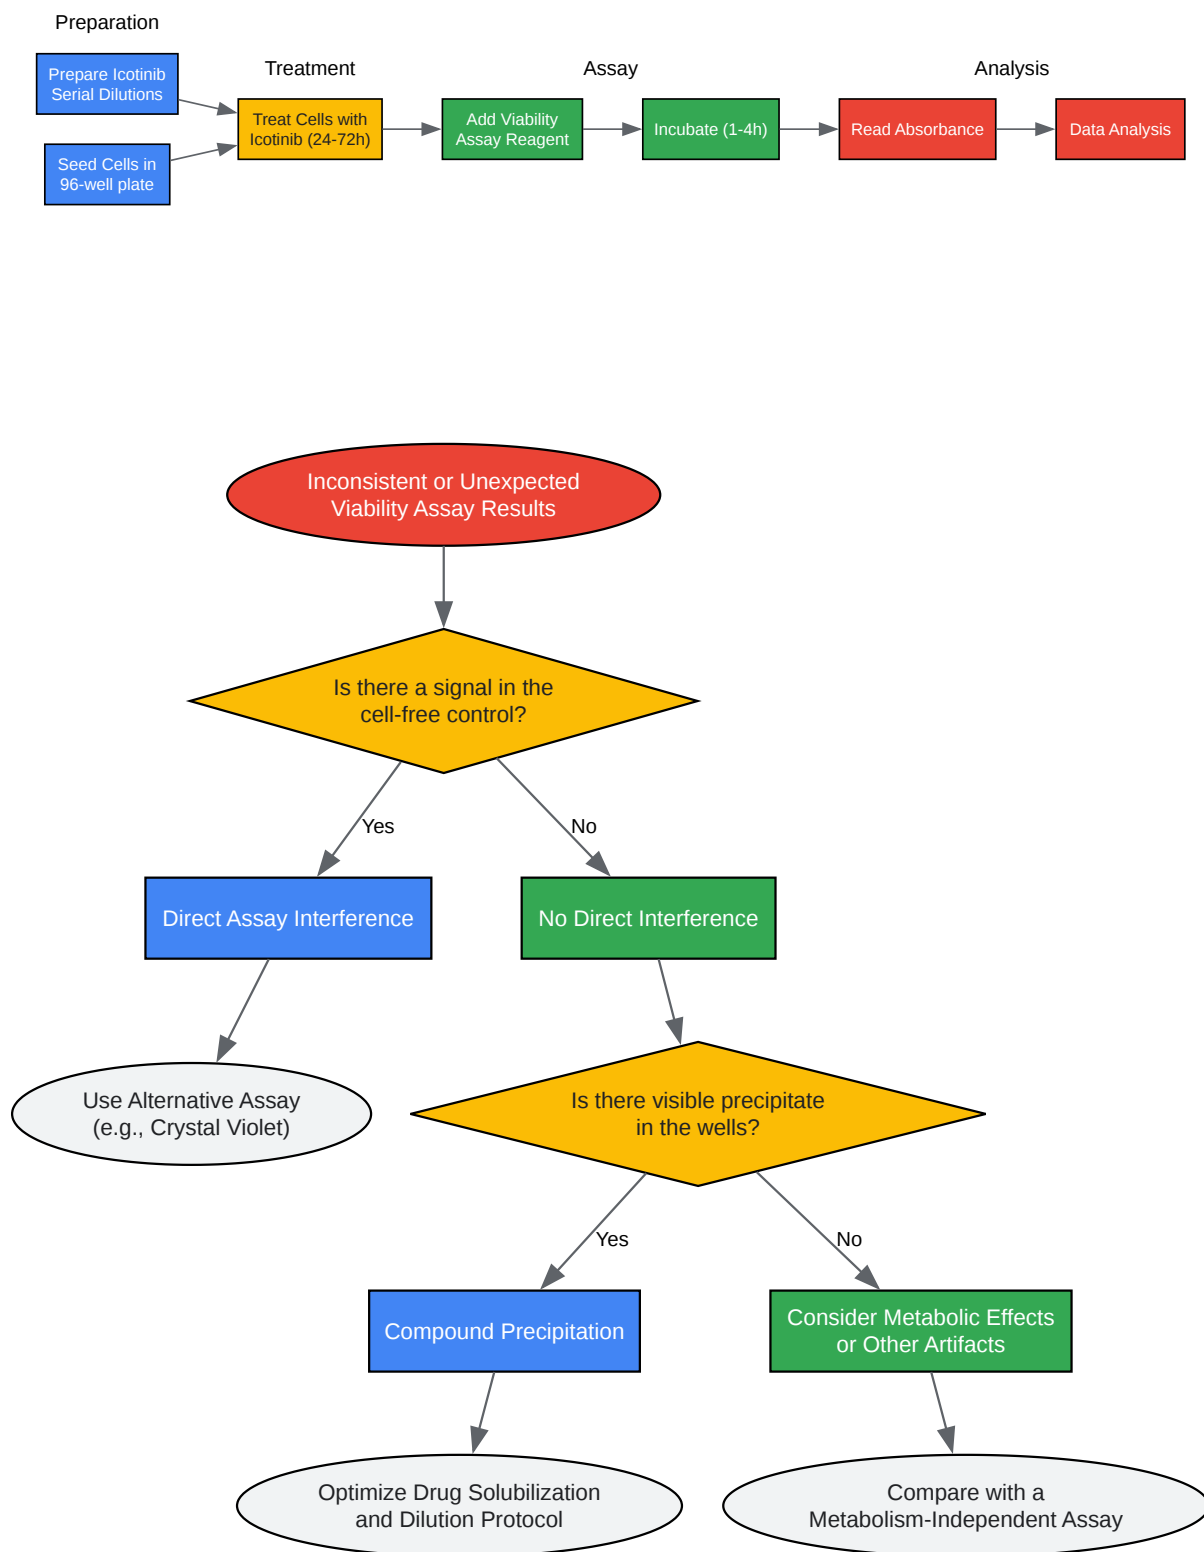 Preparation
Prepare Icotinib
Serial Dilutions
Seed Cells in
96-well plate
Treatment
Treat Cells with
Icotinib (24-72h)
Assay
Add Viability
Assay Reagent
Incubate (1-4h)
Analysis
Read Absorbance
Data Analysis
Inconsistent or Unexpected
Viability Assay Results
Is there a signal in the
cell-free control?
Yes
No
Direct Assay Interference
No Direct Interference
Use Alternative Assay
(e.g., Crystal Violet)
Is there visible precipitate
in the wells?
Yes
No
Compound Precipitation
Consider Metabolic Effects
or Other Artifacts
Optimize Drug Solubilization
and Dilution Protocol
Compare with a
Metabolism-Independent Assay